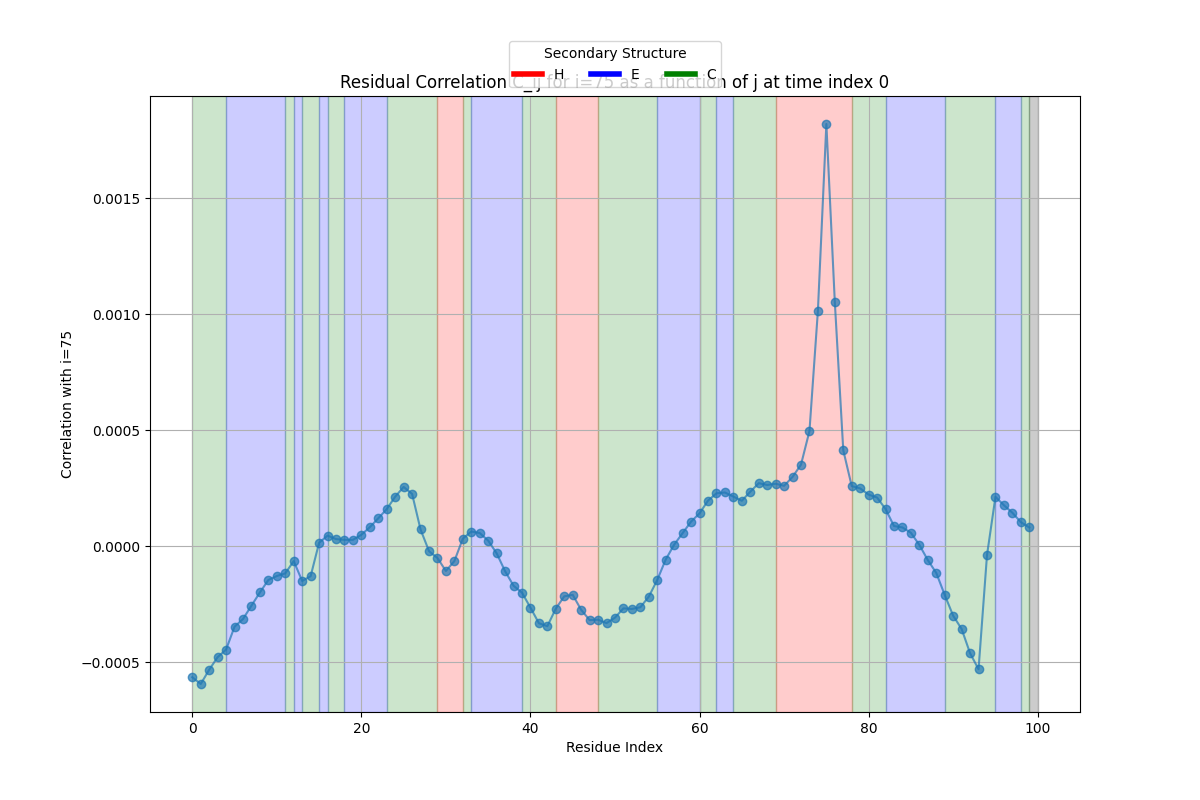 Secondary Structure
H E C
Residual Correlation C_ij for i=75 as a function of j at time index 0
0.0015
0.0010
0.0005
0.0000
−0.0005
Correlation with i=75
0 20 40 60 80 100
Residue Index